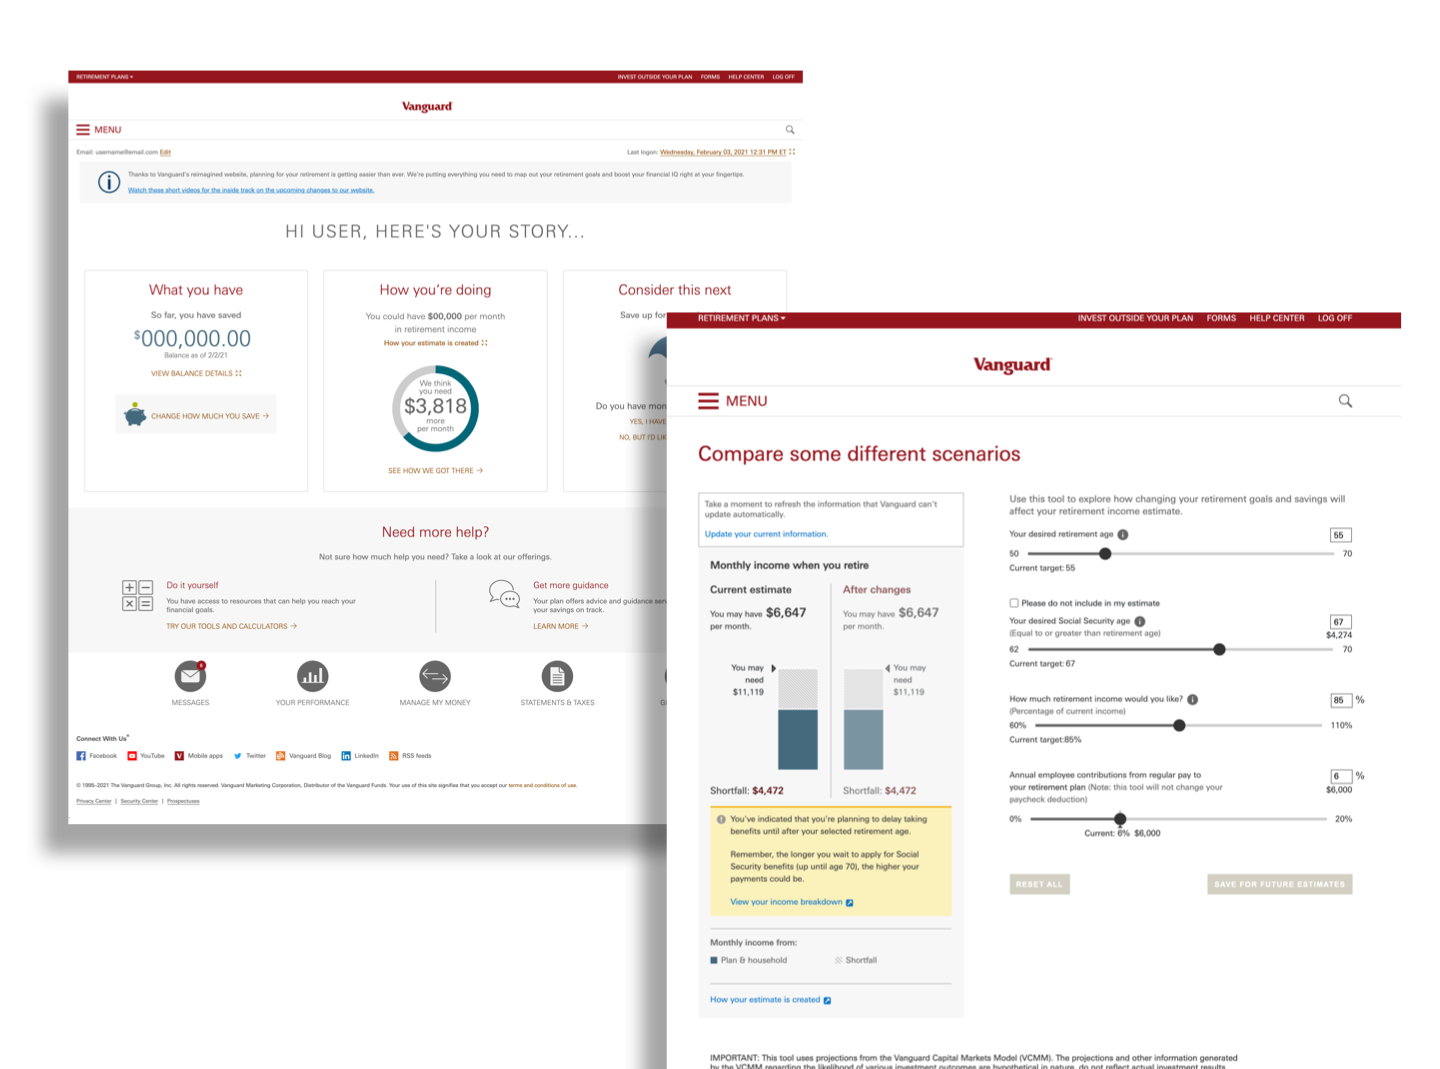 RETIREMENT PLANS
INVEST OUTSIDE YOUR PLAN FORMS HELP CENTER LOG OFF
Vanguard
MENU
Email: username@email.com Edit
Last logon: Wednesday, February 03, 2021 12:31 PM ET
Thanks to Vanguard's reimagined website, planning for your retirement is getting easier than ever. We're putting everything you need to map out your retirement goals and boost your financial IQ right at your fingertips.
Watch these short videos for the inside track on the upcoming changes to our website.
HI USER, HERE'S YOUR STORY...
What you have
So far, you have saved
$000,000.00
Balance as of 2/2/21
VIEW BALANCE DETAILS
CHANGE HOW MUCH YOU SAVE
How you're doing
You could have $00,000 per month
in retirement income
How your estimate is created
We think
you need
$3,818
more
per month
SEE HOW WE GOT THERE
Consider this next
Save up for
Do you have mon
YES, I HAVE
NO, BUT I'D LIK
Need more help?
Not sure how much help you need? Take a look at our offerings.
Do it yourself
You have access to resources that can help you reach your
financial goals.
TRY OUR TOOLS AND CALCULATORS
Get more guidance
Your plan offers advice and guidance serv
your savings on track.
LEARN MORE
6
MESSAGES
YOUR PERFORMANCE
MANAGE MY MONEY
STATEMENTS & TAXES
G
Connect With Us®
Facebook YouTube Mobile apps Twitter Vanguard Blog LinkedIn RSS feeds
© 1995-2021 The Vanguard Group, Inc. All rights reserved. Vanguard Marketing Corporation, Distributor of the Vanguard Funds. Your use of this site signifies that you accept our terms and conditions of use.
Privacy Center | Security Center | Prospectuses
RETIREMENT PLANS
INVEST OUTSIDE YOUR PLAN FORMS HELP CENTER LOG OFF
Vanguard
MENU
Compare some different scenarios
Take a moment to refresh the information that Vanguard can't
update automatically.
Update your current information.
Monthly income when you retire
Current estimate
You may have $6,647
per month.
You may
need
$11,119
Shortfall: $4,472
After changes
You may have $6,647
per month.
You may
need
$11,119
Shortfall: $4,472
You've indicated that you're planning to delay taking
benefits until after your selected retirement age.
Remember, the longer you wait to apply for Social
Security benefits (up until age 70), the higher your
payments could be.
View your income breakdown
Monthly income from:
Plan & household
Shortfall
How your estimate is created
Use this tool to explore how changing your retirement goals and savings will
affect your retirement income estimate.
Your desired retirement age
55
50
70
Current target: 55
Please do not include in my estimate
Your desired Social Security age
67
(Equal to or greater than retirement age)
$4,274
62
70
Current target: 67
How much retirement income would you like?
85 %
(Percentage of current income)
60%
110%
Current target:85%
Annual employee contributions from regular pay to
your retirement plan (Note: this tool will not change your
paycheck deduction)
6 %
$6,000
0%
20%
Current: 6% $6,000
RESET ALL
SAVE FOR FUTURE ESTIMATES
IMPORTANT: This tool uses projections from the Vanguard Capital Markets Model (VCMM). The projections and other information generated
by the VCMM regarding the likelihood of various investment outcomes are hypothetical in nature, do not reflect actual investment results,